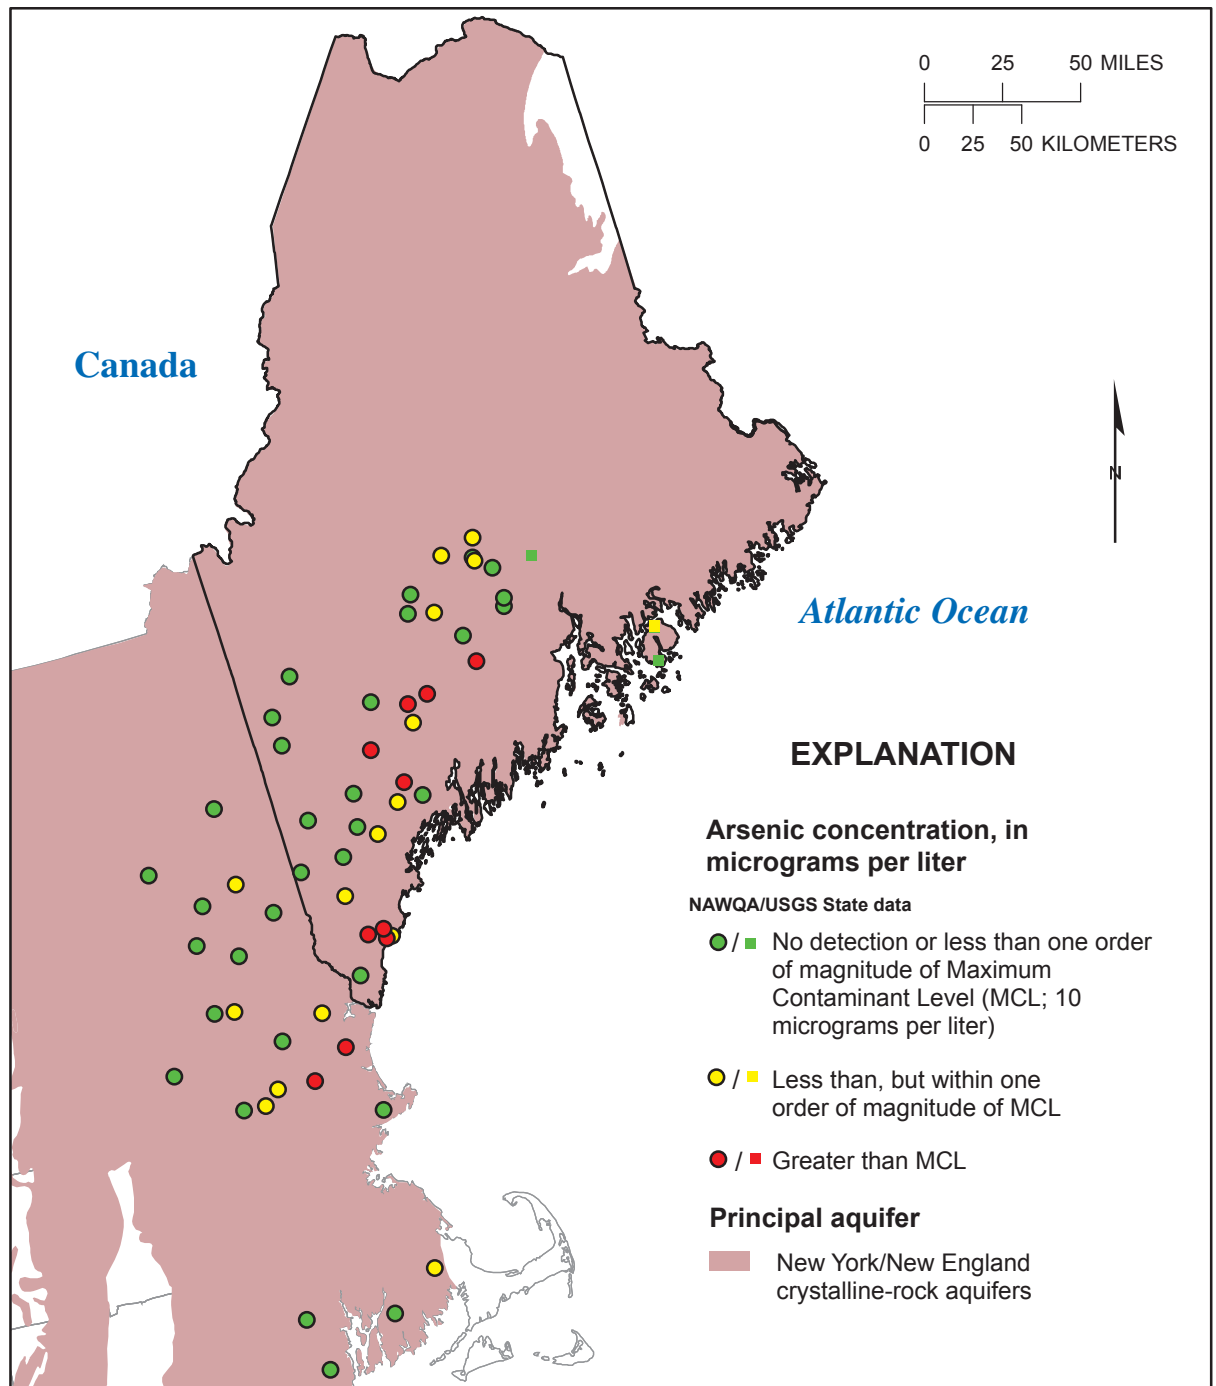 0 25 50 MILES
0 25 50 KILOMETERS
Canada
N
Atlantic Ocean
EXPLANATION
Arsenic concentration, in
micrograms per liter
NAWQA/USGS State data
/ No detection or less than one order
of magnitude of Maximum
Contaminant Level (MCL; 10
micrograms per liter)
/ Less than, but within one
order of magnitude of MCL
/ Greater than MCL
Principal aquifer
New York/New England
crystalline-rock aquifers